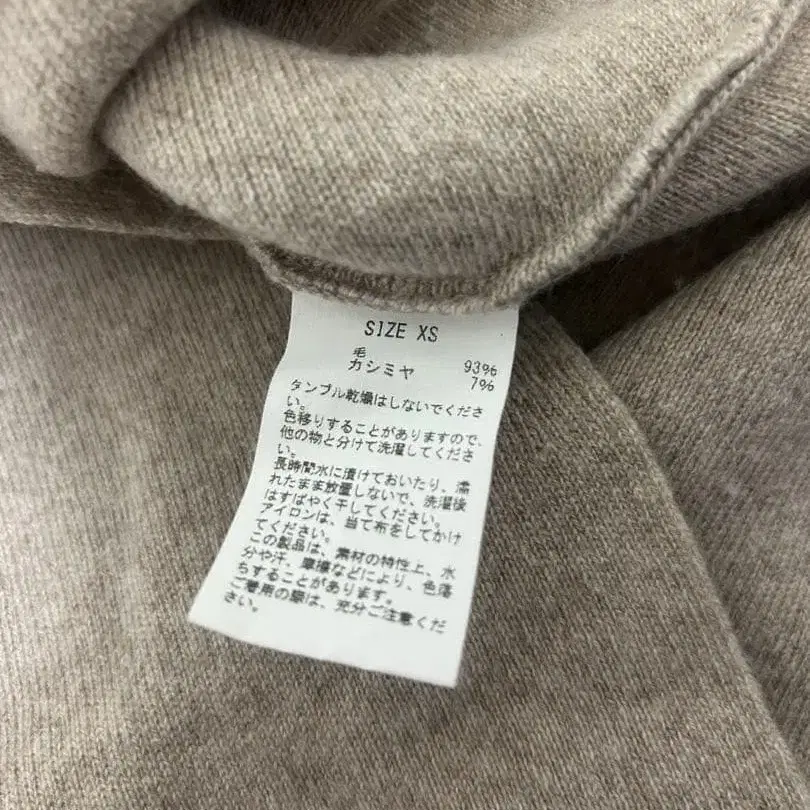 SIZE XS
毛 93%
カシミヤ 7%
タンブル乾燥はしないでくださ
い。
色移りすることがありますので、
他の物と分けて洗濯してくださ
い。
長時間水に漬けておいたり、濡
れたまま放置しないで、洗濯後
はすばやく干してください。
アイロンは、当て布をしてかけ
てください。
この製品は、素材の特性上、水
分や汗、摩擦などにより、色落
ちすることがあります。
ご着用の際は、充分ご注意くだ
さい。